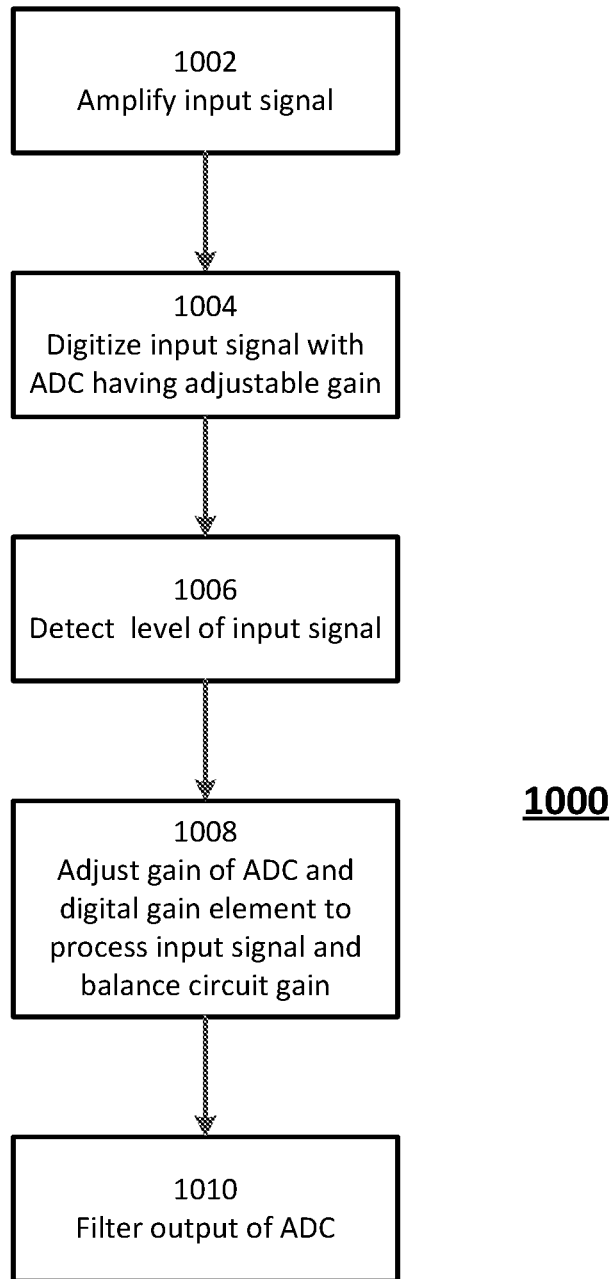 1002
Amplify input signal
1004
Digitize input signal with
ADC having adjustable gain
1006
Detect level of input signal
1000
1008
Adjust gain of ADC and
digital gain element to
process input signal and
balance circuit gain
1010
Filter output of ADC